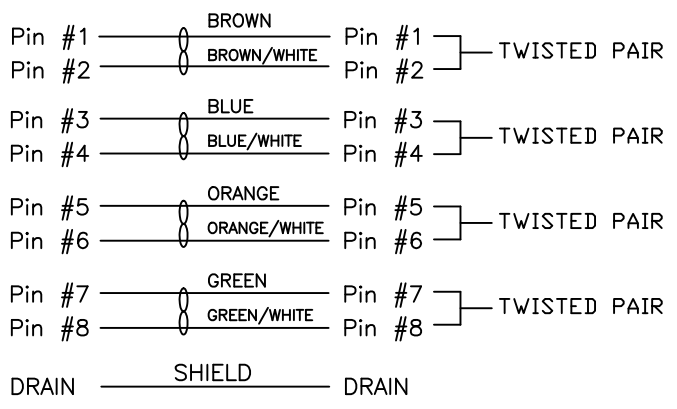 BROWN
Pin #1 Pin #1
BROWN/WHITE TWISTED PAIR
Pin #2 Pin #2
BLUE
Pin #3 Pin #3
BLUE/WHITE TWISTED PAIR
Pin #4 Pin #4
ORANGE
Pin #5 Pin #5
ORANGE/WHITE TWISTED PAIR
Pin #6 Pin #6
GREEN
Pin #7 Pin #7
GREEN/WHITE TWISTED PAIR
Pin #8 Pin #8
SHIELD
DRAIN DRAIN